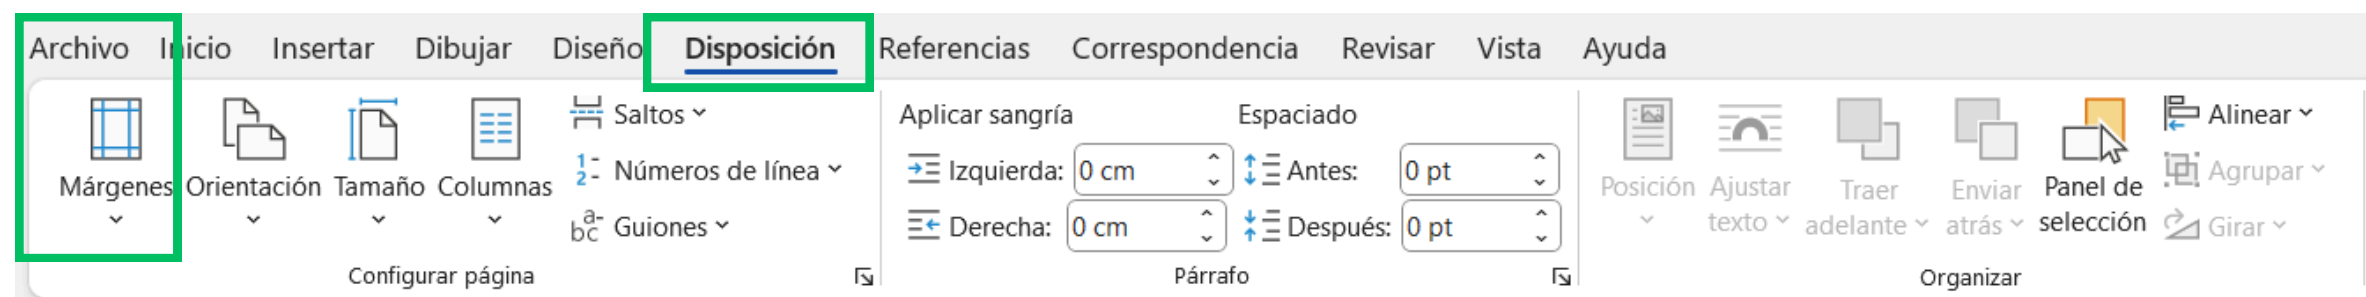 Archivo Inicio Insertar Dibujar Diseño Disposición Referencias Correspondencia Revisar Vista Ayuda
Márgenes Orientación Tamaño Columnas
Saltos
Números de línea
Guiones
Configurar página
Aplicar sangría
Izquierda: 0 cm
Derecha: 0 cm
Espaciado
Antes: 0 pt
Después: 0 pt
Párrafo
Posición
Ajustar
texto
Traer
adelante
Enviar
atrás
Panel de
selección
Alinear
Agrupar
Girar
Organizar